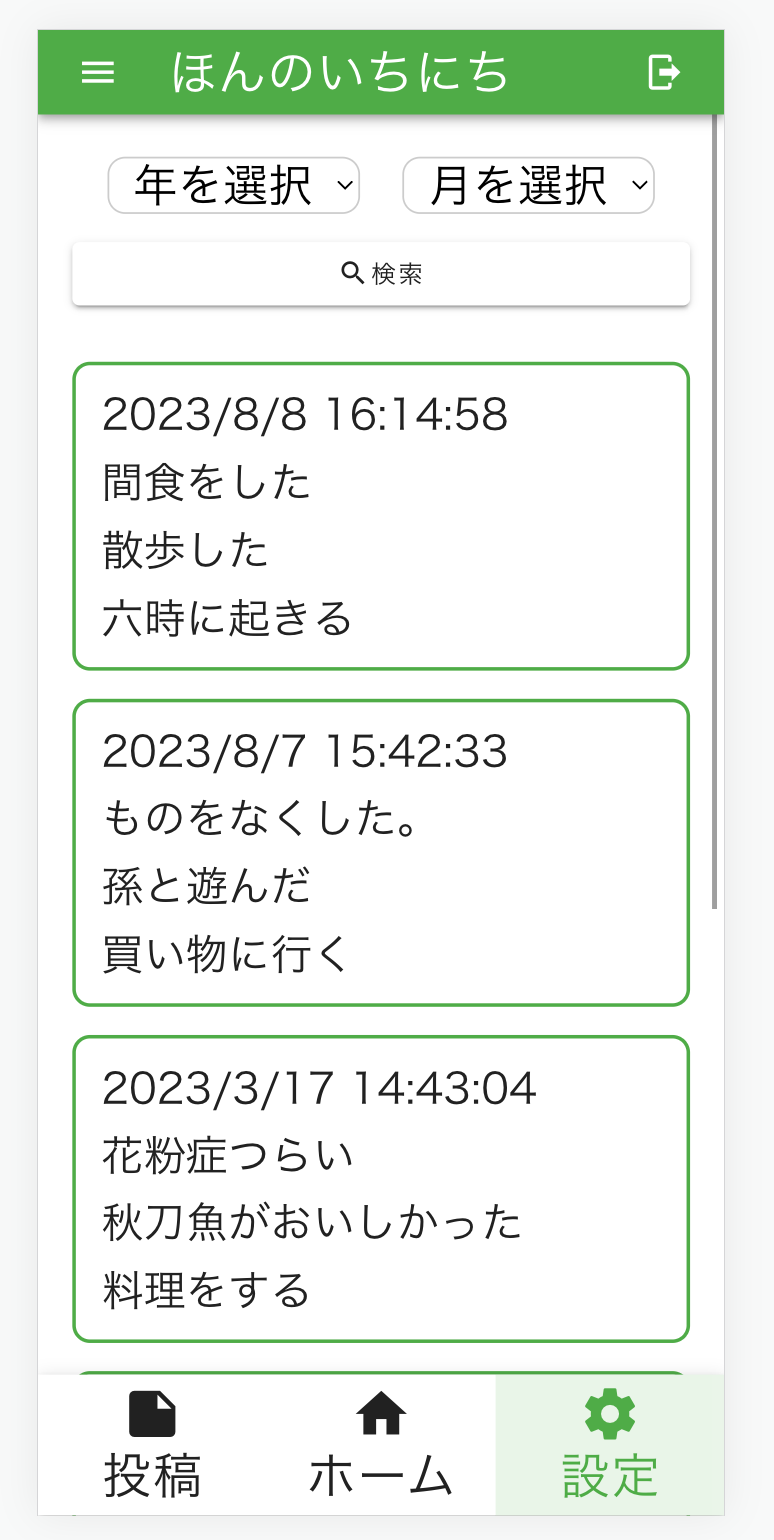 ほんのいちにち
年を選択 月を選択
検索
2023/8/8 16:14:58
間食をした
散歩した
六時に起きる
2023/8/7 15:42:33
ものをなくした。
孫と遊んだ
買い物に行く
2023/3/17 14:43:04
花粉症つらい
秋刀魚がおいしかった
料理をする
投稿 ホーム 設定